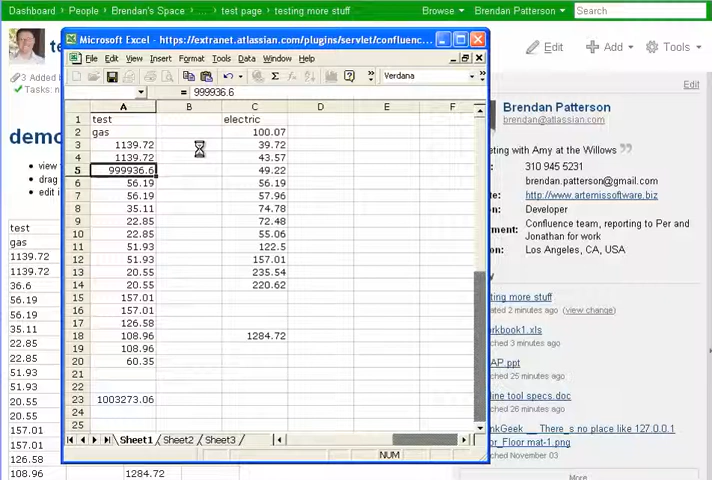 Dashboard > People > Brendan's Space > ... > test page > testing more stuff Browse Brendan Patterson Search
Edit Add Tools
3 Added b
Tasks: n
demo
view
drag
edit i
test
gas
1139.72
1139.72
36.6
56.19
56.19
35.11
22.85
22.85
51.93
51.93
20.55
20.55
157.01
157.01
126.58
108.96 1284.72
Microsoft Excel - https://extranet.atlassian.com/plugins/servlet/confluenc...
File Edit View Insert Format Tools Data Window Help
Verdana
= 999936.6
A B C D E F
1 test electric
2 gas 100.07
3 1139.72 39.72
4 1139.72 43.57
5 999936.6 49.22
6 56.19 56.19
7 56.19 57.96
8 35.11 74.78
9 22.85 72.48
10 22.85 55.06
11 51.93 122.5
12 51.93 157.01
13 20.55 235.54
14 20.55 220.62
15 157.01
16 157.01
17 126.58
18 108.96 1284.72
19 108.96
20 60.35
21
22
23 1003273.06
24
25
Sheet1 Sheet2 Sheet3
NUM
Edit
Brendan Patterson
brendan@atlassian.com
eting with Amy at the Willows
310 945 5231
brendan.patterson@gmail.com
te: http://www.artemissoftware.biz
: Developer
ment: Confluence team, reporting to Per and
Jonathan for work
n: Los Angeles, CA, USA
sting more stuff
ated 2 minutes ago (view change)
orkbook1.xls
ched 3 minutes ago
AP.ppt
ched 25 minutes ago
line tool specs.doc
ched 26 minutes ago
nkGeek __ There_s no place like 127.0.0.1
or_Floor mat-1.png
ched November 03
More